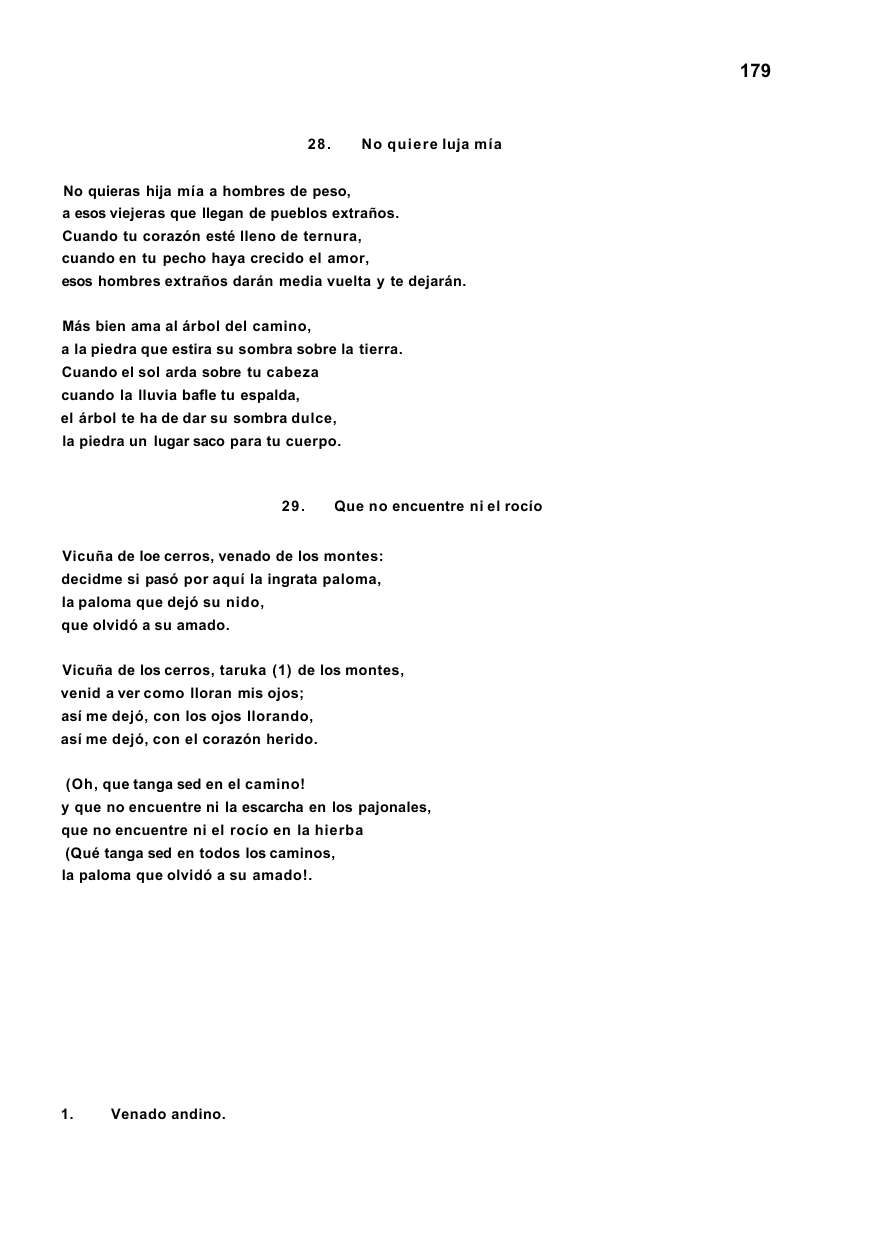 179
28. No quiere luja mía
No quieras hija mía a hombres de peso,
a esos viejeras que llegan de pueblos extraños.
Cuando tu corazón esté lleno de ternura,
cuando en tu pecho haya crecido el amor,
esos hombres extraños darán media vuelta y te dejarán.
Más bien ama al árbol del camino,
a la piedra que estira su sombra sobre la tierra.
Cuando el sol arda sobre tu cabeza
cuando la lluvia bafle tu espalda,
el árbol te ha de dar su sombra dulce,
la piedra un lugar saco para tu cuerpo.
29. Que no encuentre ni el rocío
Vicuña de loe cerros, venado de los montes:
decidme si pasó por aquí la ingrata paloma,
la paloma que dejó su nido,
que olvidó a su amado.
Vicuña de los cerros, taruka (1) de los montes,
venid a ver como lloran mis ojos;
así me dejó, con los ojos llorando,
así me dejó, con el corazón herido.
(Oh, que tanga sed en el camino!
y que no encuentre ni la escarcha en los pajonales,
que no encuentre ni el rocío en la hierba
(Qué tanga sed en todos los caminos,
la paloma que olvidó a su amado!.
1. Venado andino.